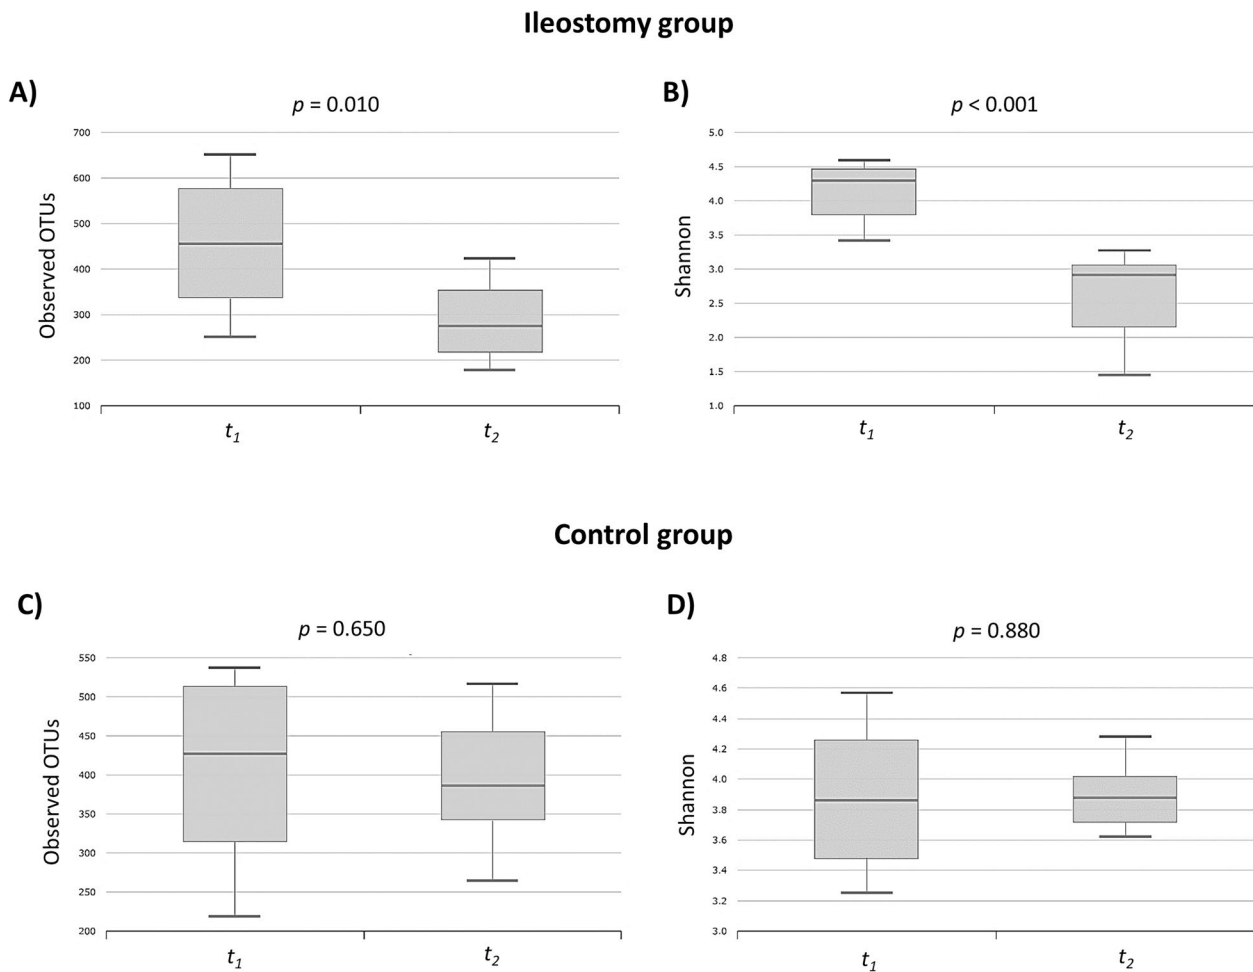 Ileostomy group
A)
p = 0.010
Observed OTUs
700
600
500
400
300
200
100
t1
t2
B)
p < 0.001
Shannon
5.0
4.5
4.0
3.5
3.0
2.5
2.0
1.5
1.0
t1
t2
Control group
C)
p = 0.650
Observed OTUs
550
500
450
400
350
300
250
200
t1
t2
D)
p = 0.880
Shannon
4.8
4.6
4.4
4.2
4.0
3.8
3.6
3.4
3.2
3.0
t1
t2